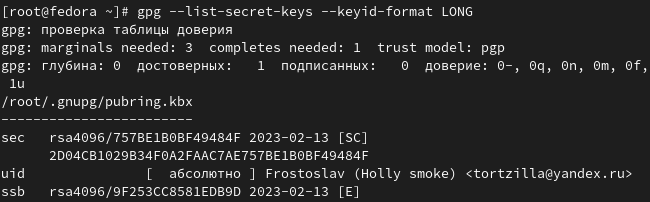 [root@fedora ~]# gpg --list-secret-keys --keyid-format LONG
gpg: проверка таблицы доверия
gpg: marginals needed: 3  completes needed: 1  trust model: pgp
gpg: глубина: 0  достоверных:   1  подписанных:   0  доверие: 0-, 0q, 0n, 0m, 0f,
 1u
/root/.gnupg/pubring.kbx
------------------------
sec   rsa4096/757BE1B0BF49484F 2023-02-13 [SC]
      2D04CB1029B34F0A2FAAC7AE757BE1B0BF49484F
uid               [  абсолютно ] Frostoslav (Holly smoke) <tortzilla@yandex.ru>
ssb   rsa4096/9F253CC8581EDB9D 2023-02-13 [E]